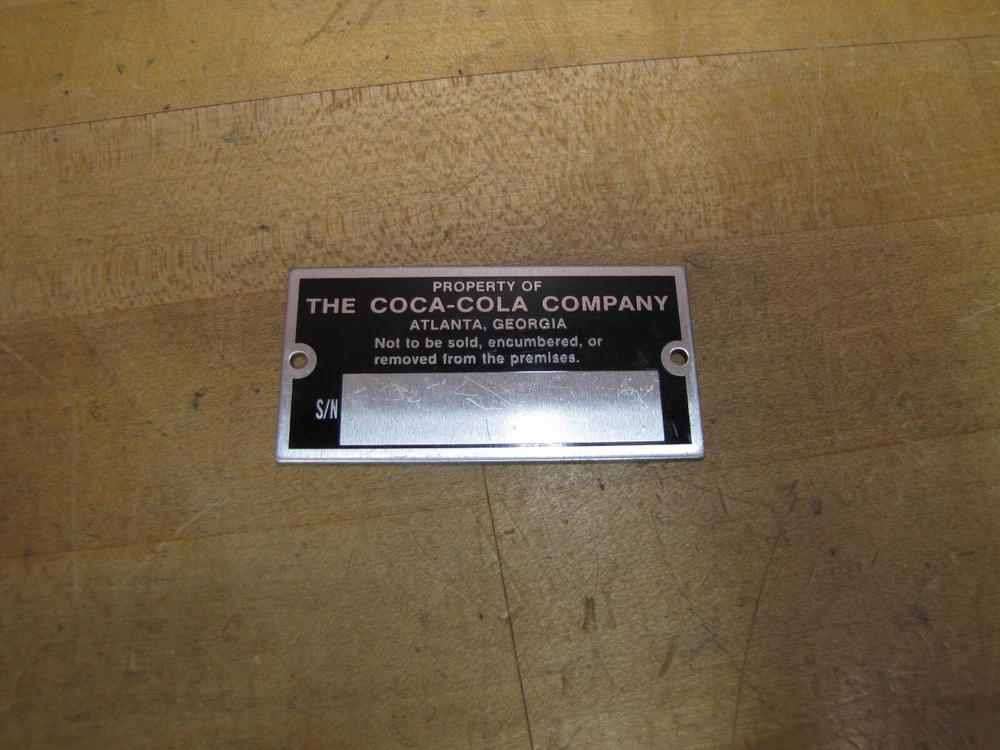 PROPERTY OF
THE COCA-COLA COMPANY
ATLANTA, GEORGIA
Not to be sold, encumbered, or
removed from the premises.
S/N